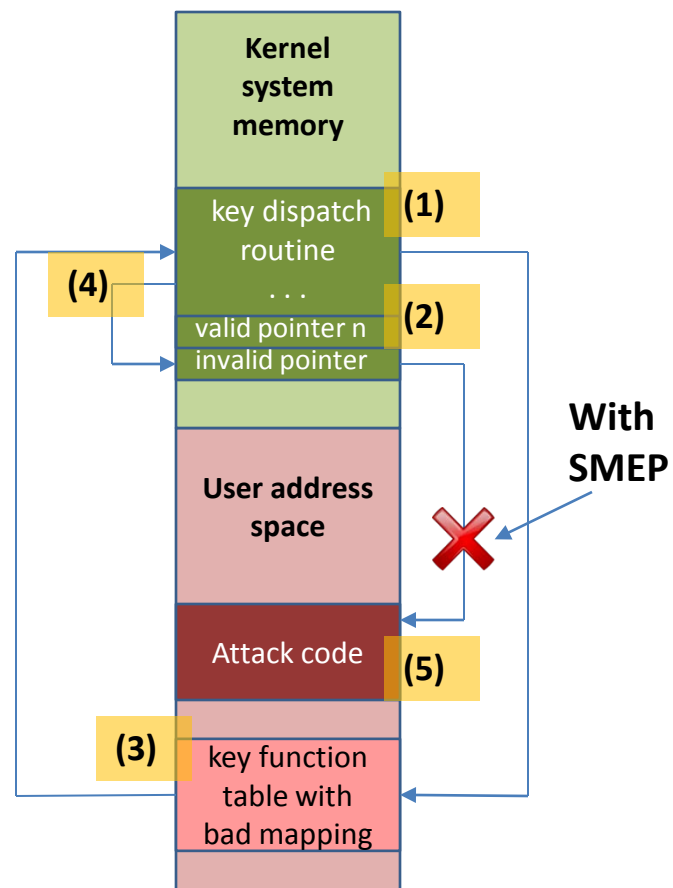 Kernel
system
memory
(1)
key dispatch
routine
. . .
(4)
(2)
valid pointer n
invalid pointer
With
SMEP
User address
space
Attack code
(5)
(3)
key function
table with
bad mapping